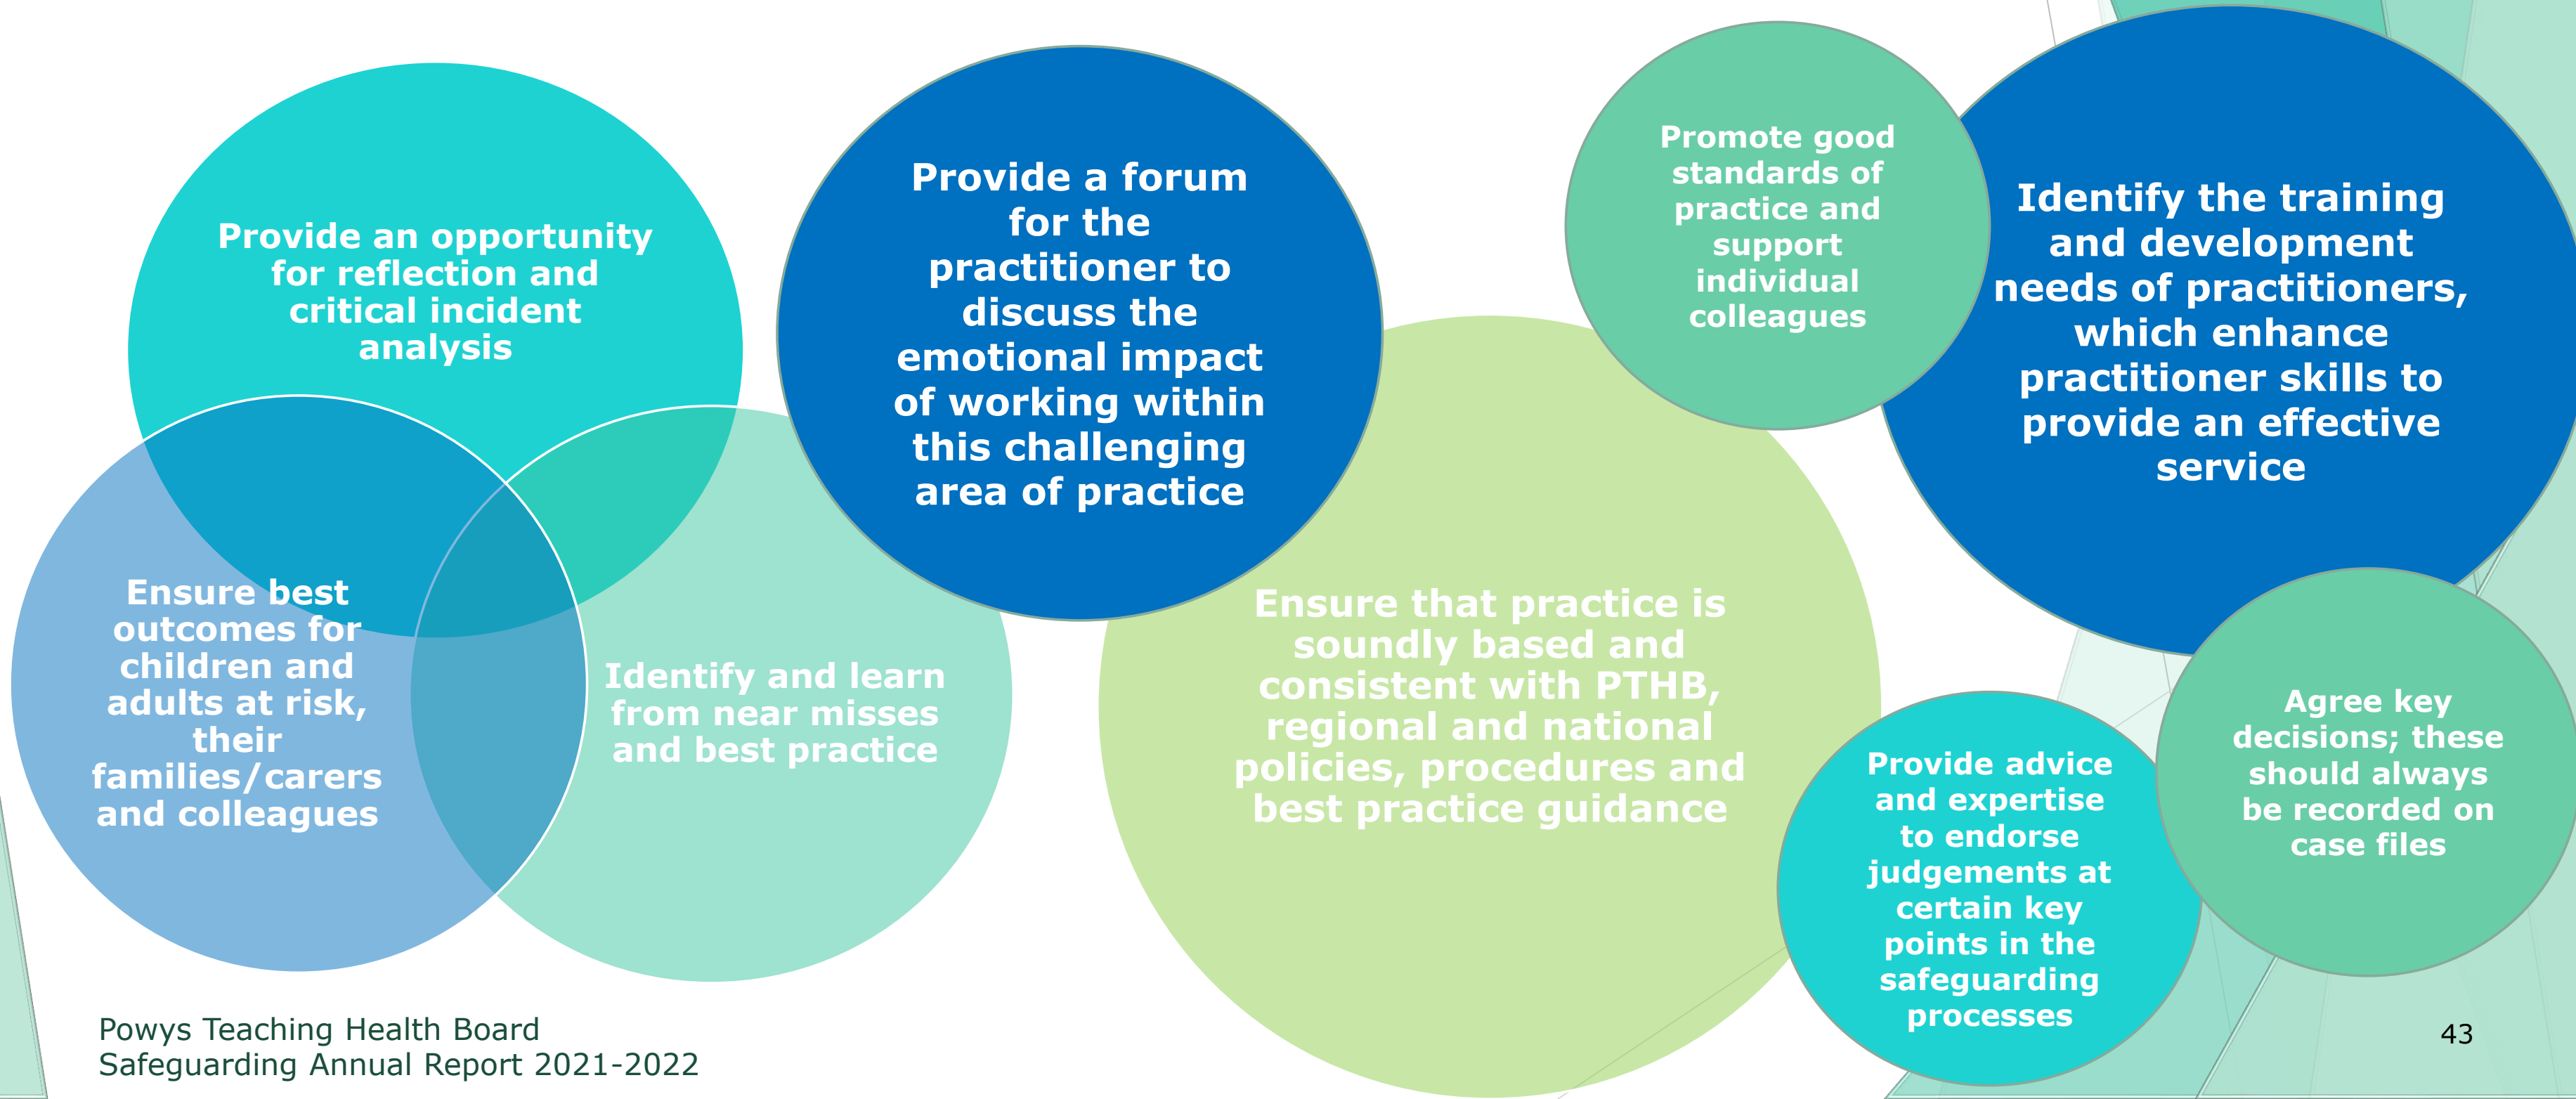 Provide an opportunity
for reflection and
critical incident
analysis
Ensure best
outcomes for
children and
adults at risk,
their
families/carers
and colleagues
Identify and learn
from near misses
and best practice
Provide a forum
for the
practitioner to
discuss the
emotional impact
of working within
this challenging
area of practice
Ensure that practice is
soundly based and
consistent with PTHB,
regional and national
policies, procedures and
best practice guidance
Promote good
standards of
practice and
support
individual
colleagues
Identify the training
and development
needs of practitioners,
which enhance
practitioner skills to
provide an effective
service
Provide advice
and expertise
to endorse
judgements at
certain key
points in the
safeguarding
processes
Agree key
decisions; these
should always
be recorded on
case files
Powys Teaching Health Board
Safeguarding Annual Report 2021-2022
43